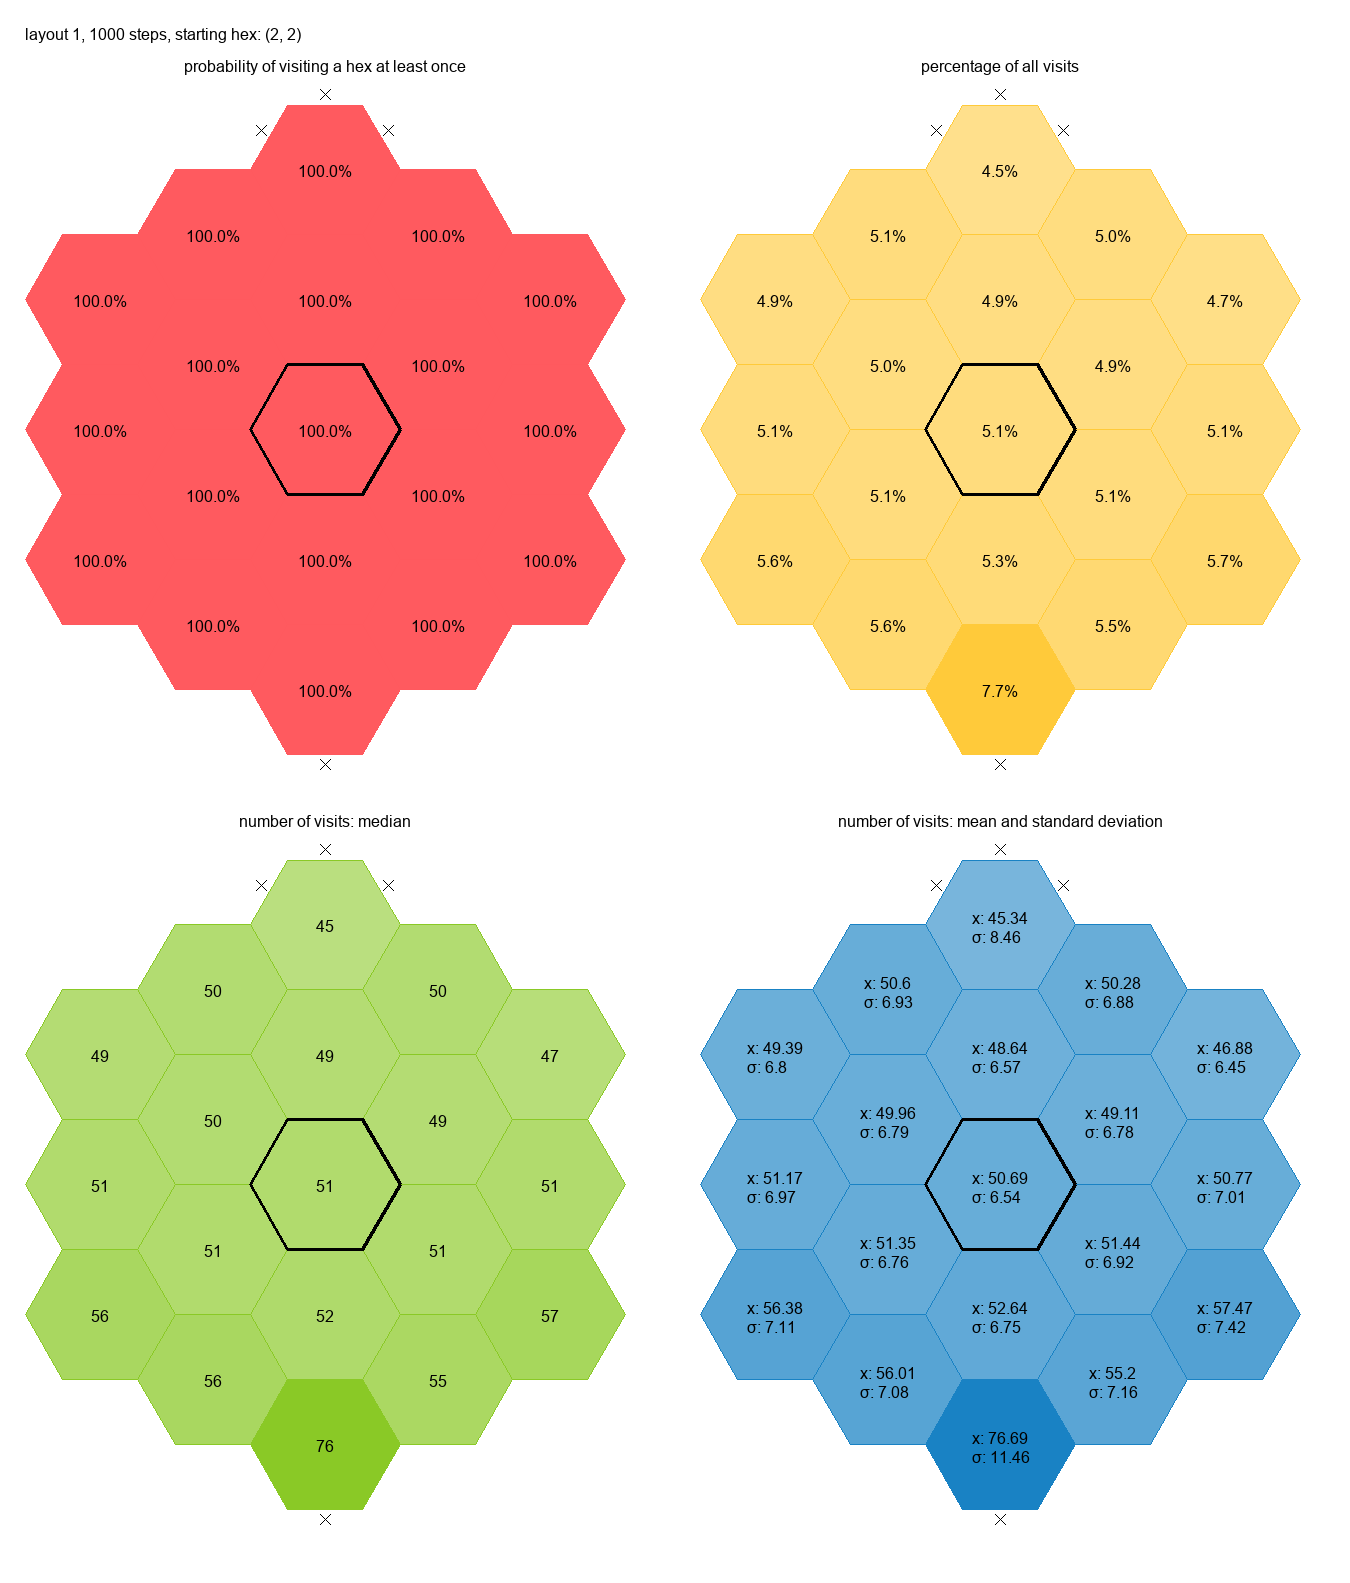 layout 1, 1000 steps, starting hex: (2, 2)
probability of visiting a hex at least once
100.0%
100.0% 100.0%
100.0% 100.0% 100.0%
100.0% 100.0%
100.0% 100.0% 100.0%
100.0% 100.0%
100.0% 100.0% 100.0%
100.0% 100.0%
100.0%
percentage of all visits
4.5%
5.1% 5.0%
4.9% 4.9% 4.7%
5.0% 4.9%
5.1% 5.1% 5.1%
5.1% 5.1%
5.6% 5.3% 5.7%
5.6% 5.5%
7.7%
number of visits: median
45
50 50
49 49 47
50 49
51 51 51
51 51
56 52 57
56 55
76
number of visits: mean and standard deviation
x: 45.34
σ: 8.46
x: 50.6 x: 50.28
σ: 6.93 σ: 6.88
x: 49.39 x: 48.64 x: 46.88
σ: 6.8 σ: 6.57 σ: 6.45
x: 49.96 x: 49.11
σ: 6.79 σ: 6.78
x: 51.17 x: 50.69 x: 50.77
σ: 6.97 σ: 6.54 σ: 7.01
x: 51.35 x: 51.44
σ: 6.76 σ: 6.92
x: 56.38 x: 52.64 x: 57.47
σ: 7.11 σ: 6.75 σ: 7.42
x: 56.01 x: 55.2
σ: 7.08 σ: 7.16
x: 76.69
σ: 11.46